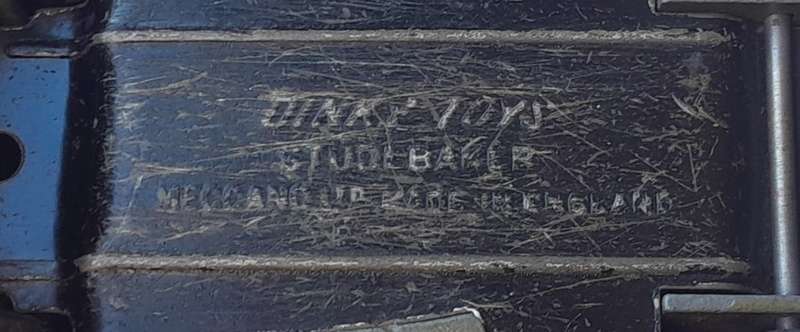 DINKY TOYS
STUDEBAKER
MECCANO LTD MADE IN ENGLAND